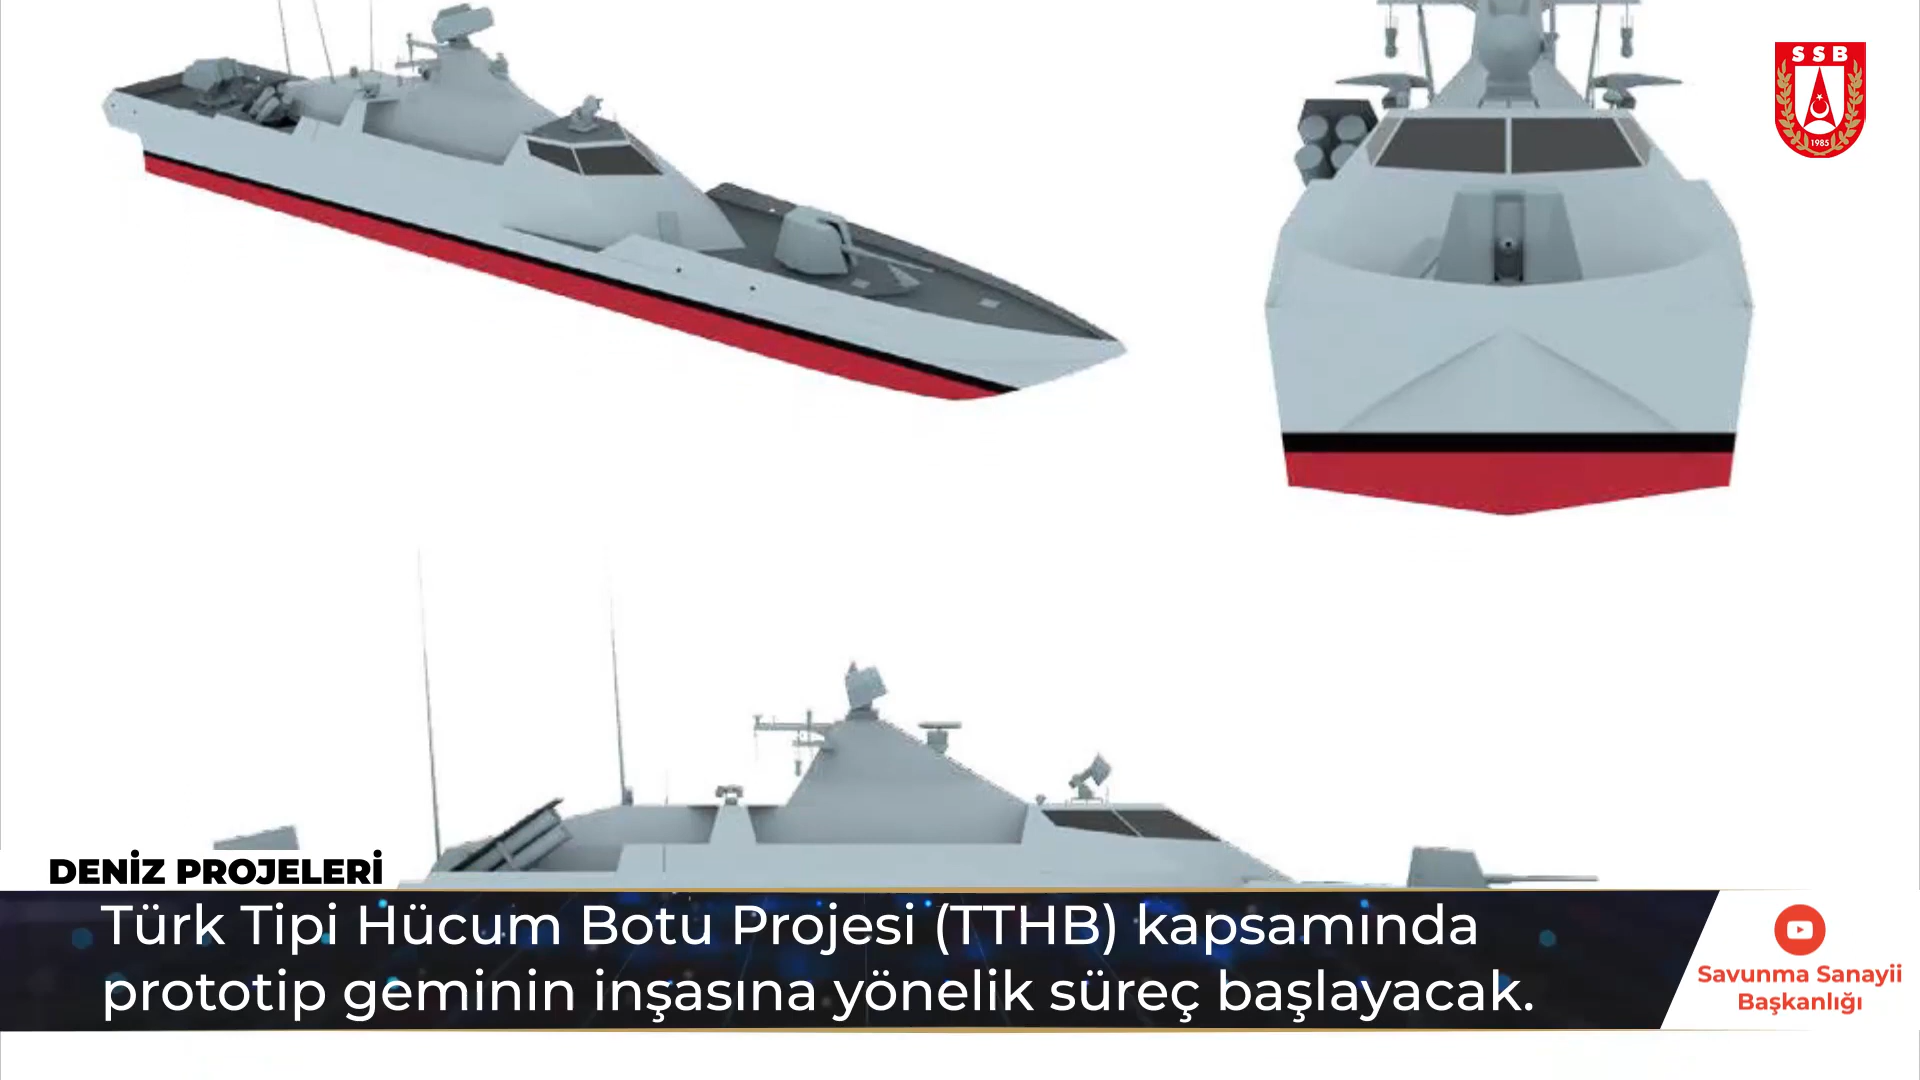 SSB
1985
DENİZ PROJELERİ
Türk Tipi Hücum Botu Projesi (TTHB) kapsamında
prototip geminin inşasına yönelik süreç başlayacak.
Savunma Sanayii
Başkanlığı